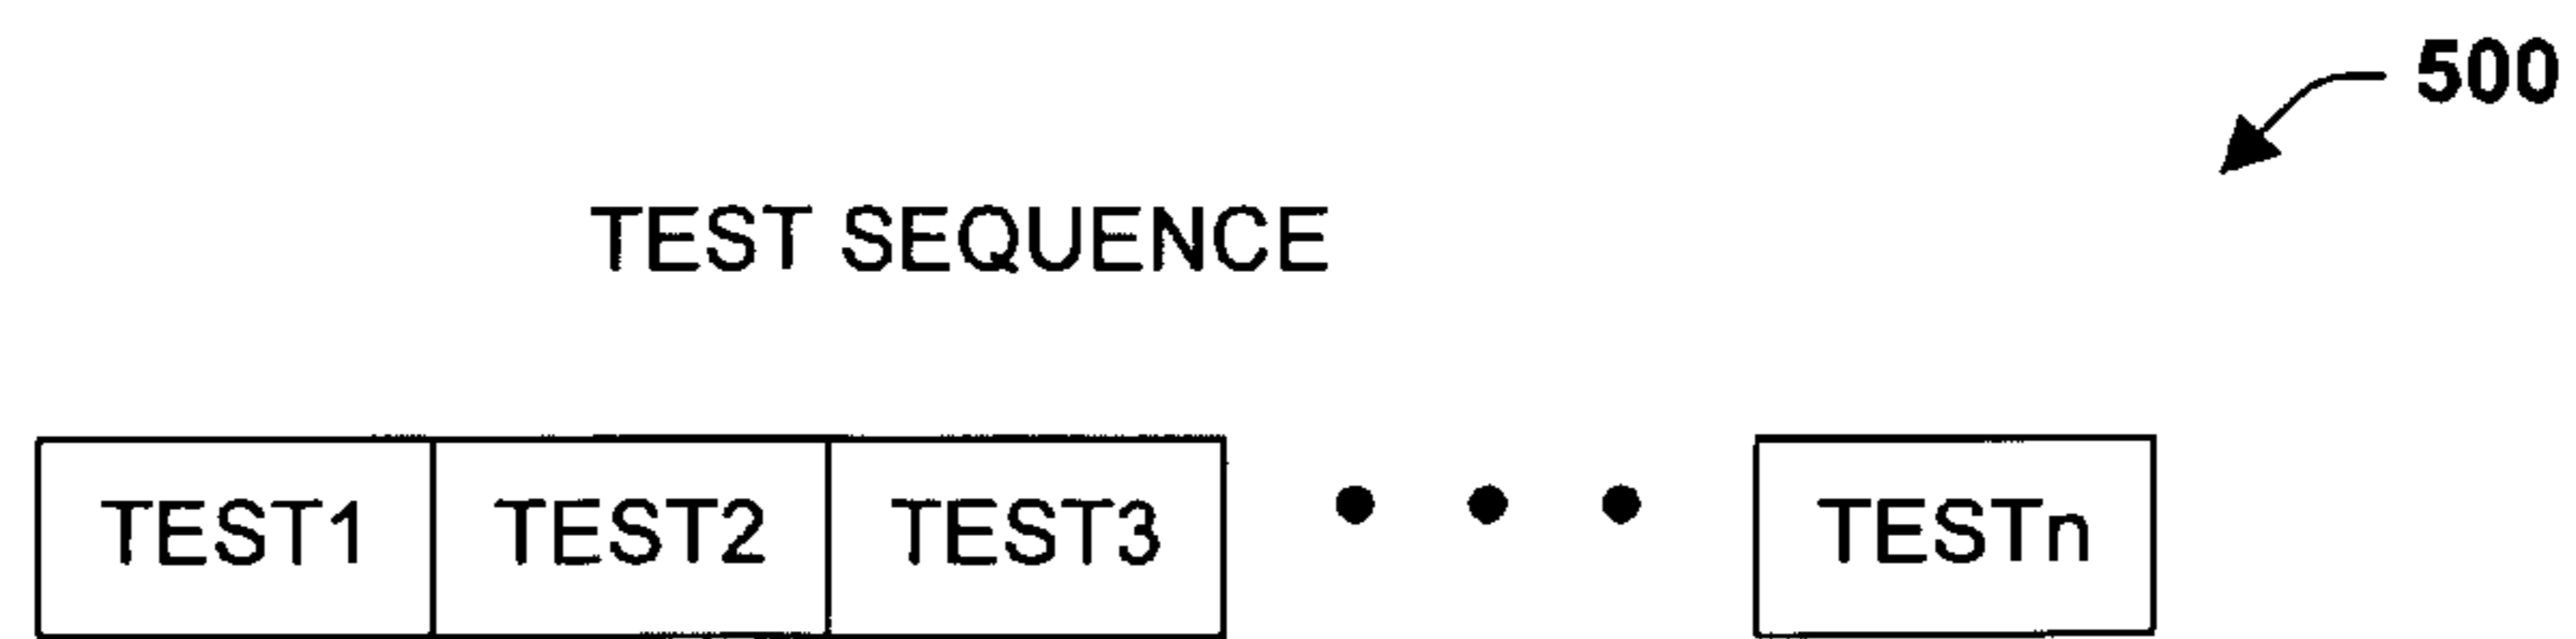 500
TEST SEQUENCE
TEST1 TEST2 TEST3 • • • TESTn